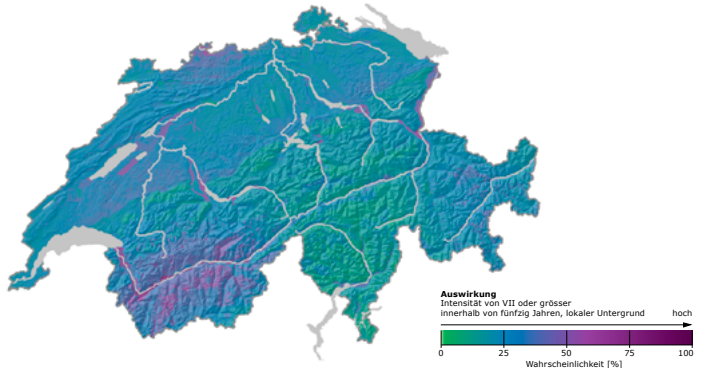 Auswirkung
Intensität von VII oder grösser
innerhalb von fünfzig Jahren, lokaler Untergrund hoch
0 25 50 75 100
Wahrscheinlichkeit [%]